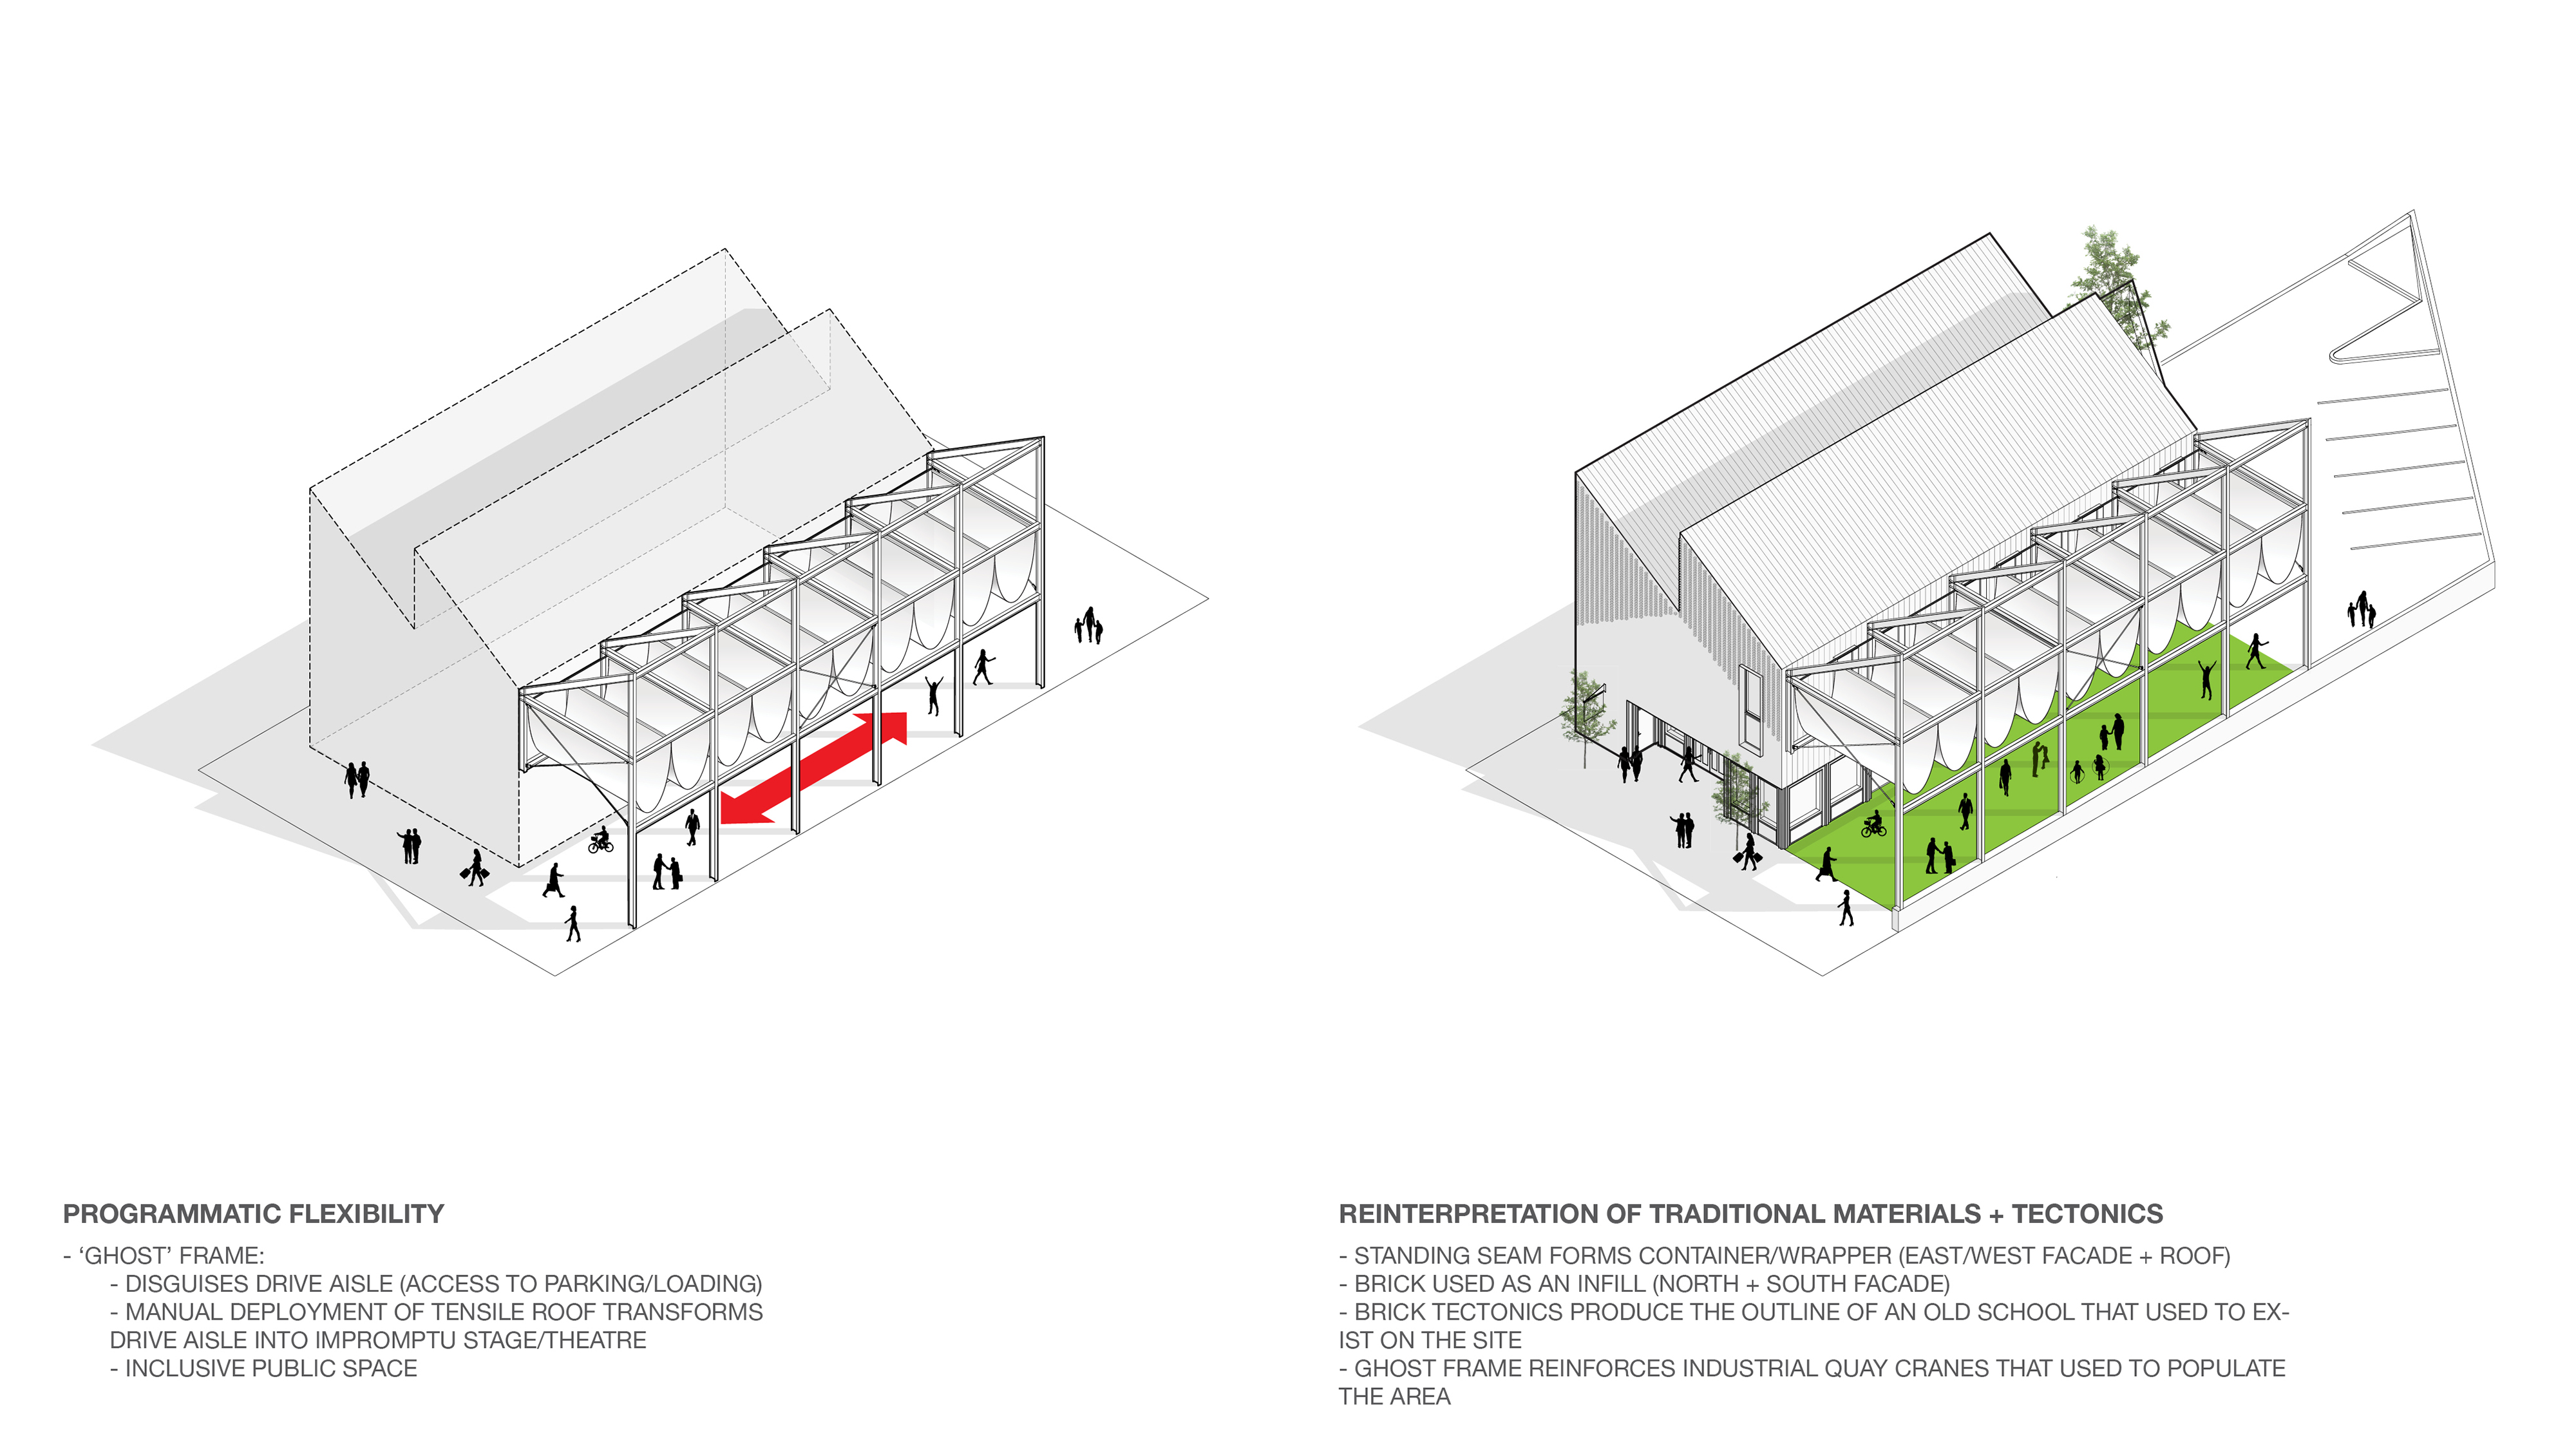 PROGRAMMATIC FLEXIBILITY
- ‘GHOST’ FRAME:
- DISGUISES DRIVE AISLE (ACCESS TO PARKING/LOADING)
- MANUAL DEPLOYMENT OF TENSILE ROOF TRANSFORMS
DRIVE AISLE INTO IMPROMPTU STAGE/THEATRE
- INCLUSIVE PUBLIC SPACE
REINTERPRETATION OF TRADITIONAL MATERIALS + TECTONICS
- STANDING SEAM FORMS CONTAINER/WRAPPER (EAST/WEST FACADE + ROOF)
- BRICK USED AS AN INFILL (NORTH + SOUTH FACADE)
- BRICK TECTONICS PRODUCE THE OUTLINE OF AN OLD SCHOOL THAT USED TO EX-
IST ON THE SITE
- GHOST FRAME REINFORCES INDUSTRIAL QUAY CRANES THAT USED TO POPULATE
THE AREA